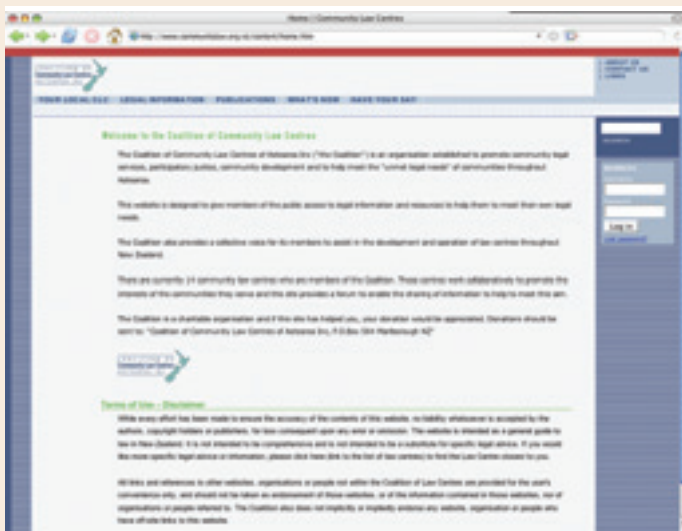 Home | Community Law Centres
ABOUT US
CONTACT US
LINKS
Community Law Centres
YOUR LOCAL CLC LEGAL INFORMATION PUBLICATIONS WHAT'S NEW HAVE YOUR SAY
Welcome to the Coalition of Community Law Centres
The Coalition of Community Law Centres of Aotearoa Inc ("the Coalition") is an organisation established to promote community legal
services, participatory justice, community development and to help meet the "unmet legal needs" of communities throughout
Aotearoa.
This website is designed to give members of the public access to legal information and resources to help them to meet their own legal
needs.
The Coalition also provides a collective voice for its members to assist in the development and operation of law centres throughout
New Zealand.
There are currently 14 community law centres who are members of the Coalition. These centres work collaboratively to promote the
interests of the communities they serve and this site provides a forum to enable the sharing of information to help to meet this aim.
The Coalition is a charitable organisation and if this site has helped you, your donation would be appreciated. Donations should be
sent to: "Coalition of Community Law Centres of Aotearoa Inc, P.O.Box Marlborough NZ"
Log in
Lost password?
Community Law Centres
Terms of Use - Disclaimer
While every effort has been made to ensure the accuracy of the contents of this website, no liability whatsoever is accepted by the
authors, copyright holders or publishers, for loss consequent upon any error or omission. The website is intended as a general guide to
law in New Zealand. It is not intended to be comprehensive and is not intended to be a substitute for specific legal advice. If you would
like more specific legal advice or information, please click here (link to the list of law centres) to find the Law Centre closest to you.
All links and references to other websites, organisations or people not within the Coalition of Law Centres are provided for the user's
convenience only, and should not be taken as endorsement of those websites, or of the information contained in those websites, nor of
organisations or people referred to. The Coalition also does not implicitly or impliedly endorse any website, organisation or people who
have off-site links to this website.